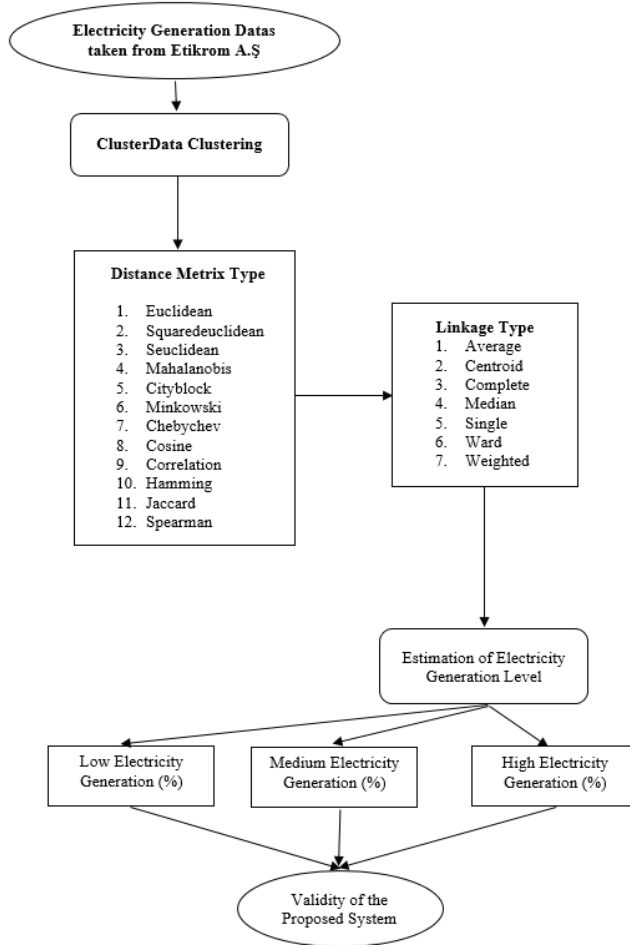 Electricity Generation Datas
taken from Etikrom A.Ş
ClusterData Clustering
Distance Metrix Type
1. Euclidean
2. Squaredeuclidean
3. Seuclidean
4. Mahalanobis
5. Cityblock
6. Minkowski
7. Chebychev
8. Cosine
9. Correlation
10. Hamming
11. Jaccard
12. Spearman
Linkage Type
1. Average
2. Centroid
3. Complete
4. Median
5. Single
6. Ward
7. Weighted
Estimation of Electricity
Generation Level
Low Electricity
Generation (%)
Medium Electricity
Generation (%)
High Electricity
Generation (%)
Validity of the
Proposed System